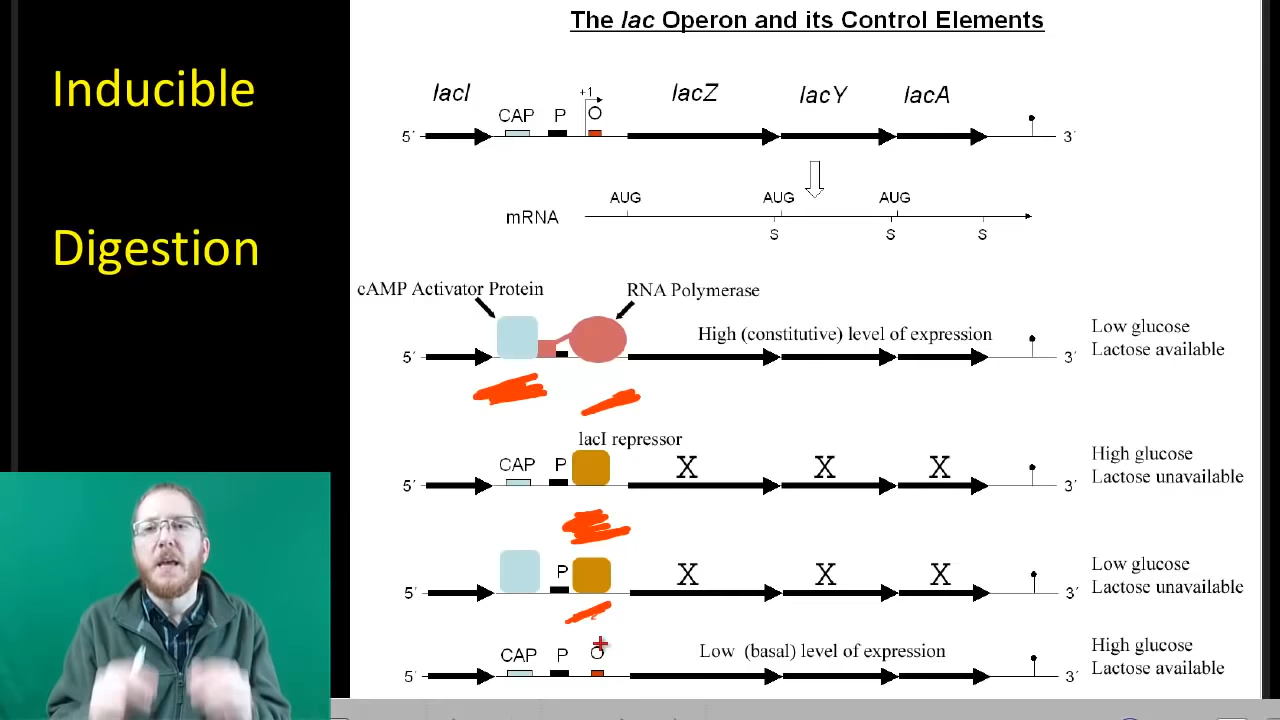 The lac Operon and its Control Elements
Inducible
Digestion
lacI lacZ lacY lacA
+1
CAP P O
5´ 3´
AUG AUG AUG
mRNA
S S S
cAMP Activator Protein RNA Polymerase
High (constitutive) level of expression
Low glucose
Lactose available
5´ 3´
lacI repressor
CAP P X X X
High glucose
Lactose unavailable
5´ 3´
P X X X
Low glucose
Lactose unavailable
5´ 3´
CAP P O Low (basal) level of expression
High glucose
Lactose available
5´ 3´